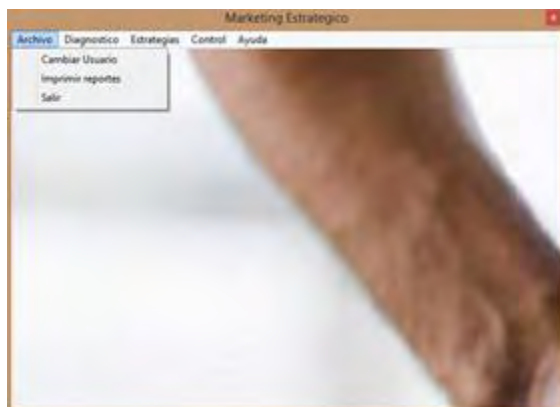 Marketing Estrategico
Archivo Diagnostico Estrategias Control Ayuda
Cambiar Usuario
Imprimir reportes
Salir